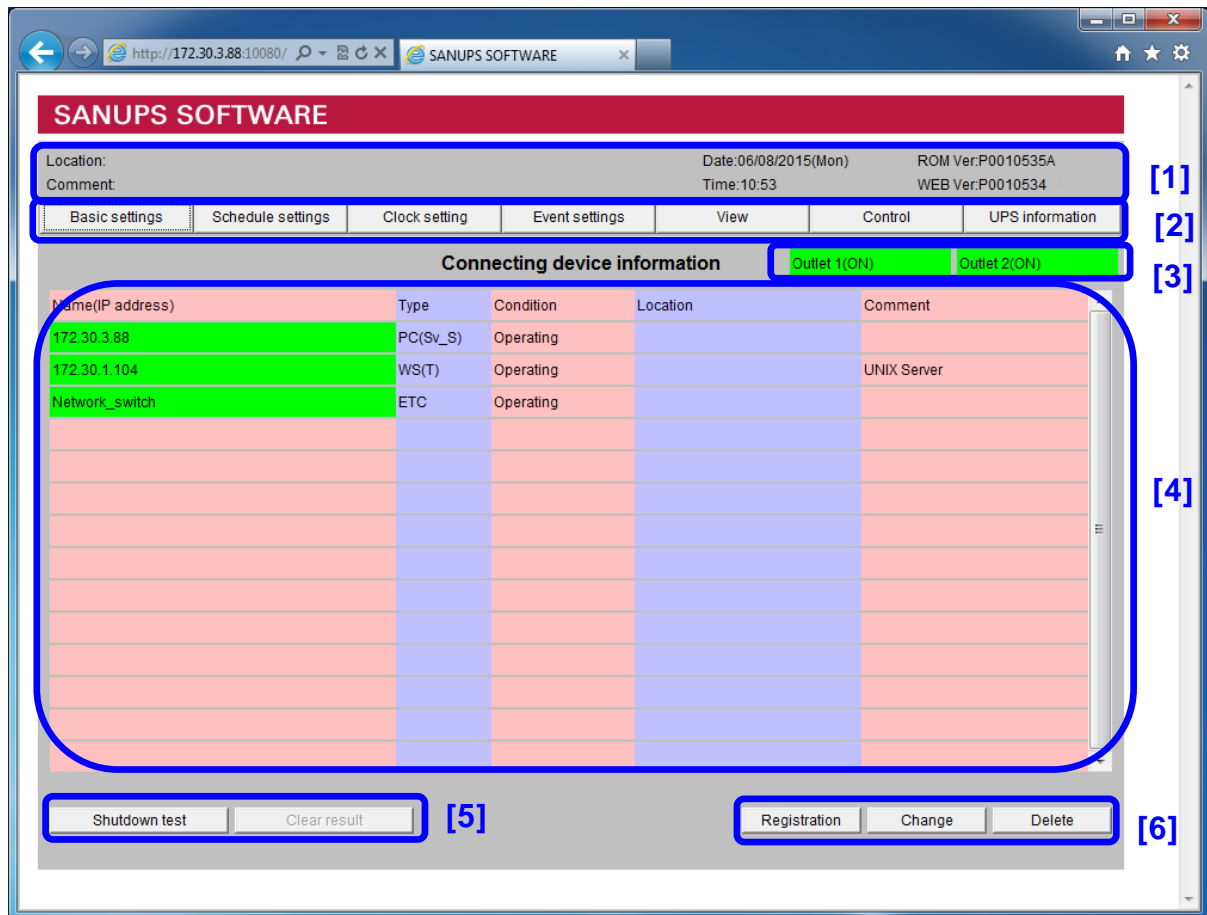 http://172.30.3.88:10080/ SANUPS SOFTWARE
SANUPS SOFTWARE
Location: Date:06/08/2015(Mon) ROM Ver:P0010535A
Comment: Time:10:53 WEB Ver:P0010534
[1]
Basic settings Schedule settings Clock setting Event settings View Control UPS information
[2]
Connecting device information Outlet 1(ON) Outlet 2(ON)
[3]
Name(IP address) Type Condition Location Comment
172.30.3.88 PC(Sv_S) Operating
172.30.1.104 WS(T) Operating UNIX Server
Network_switch ETC Operating
[4]
Shutdown test Clear result [5] Registration Change Delete
[6]